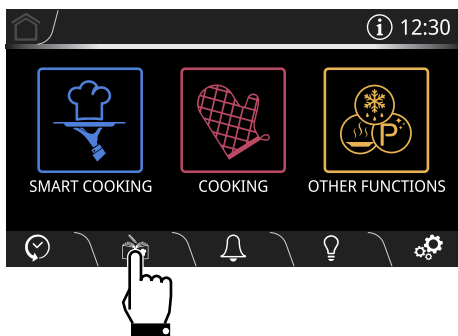 12:30
SMART COOKING
COOKING
OTHER FUNCTIONS
P